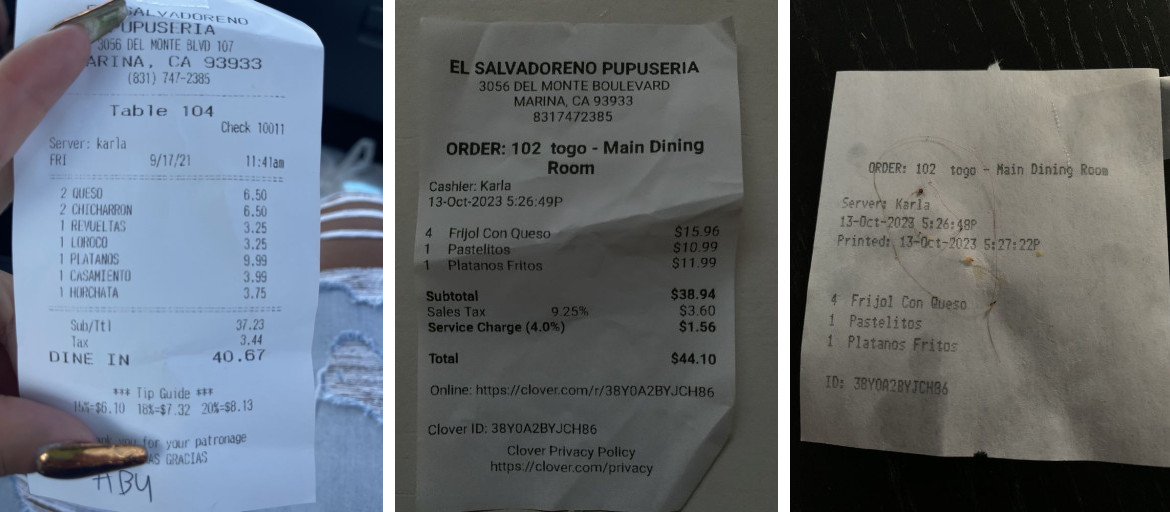 SALVADORENO
PUPUSERIA
3056 DEL MONTE BLVD 107
MARINA, CA 93933
(831) 747-2385
Table 104
Check 10011
Server: karla
FRI 9/17/21 11:41am
2 QUESO 6.50
2 CHICHARRON 6.50
1 REVUELTAS 3.25
1 LOROCO 3.25
1 PLATANOS 9.99
1 CASAMIENTO 3.99
1 HORCHATA 3.75
Sub/Ttl 37.23
Tax 3.44
DINE IN 40.67
*** Tip Guide ***
15%=$6.10 18%=$7.32 20%=$8.13
you for your patronage
GRACIAS
ABY
EL SALVADORENO PUPUSERIA
3056 DEL MONTE BOULEVARD
MARINA, CA 93933
8317472385
ORDER: 102 togo - Main Dining
Room
Cashier: Karla
13-Oct-2023 5:26:49P
4 Frijol Con Queso $15.96
1 Pastelitos $10.99
1 Platanos Fritos $11.99
Subtotal $38.94
Sales Tax 9.25% $3.60
Service Charge (4.0%) $1.56
Total $44.10
Online: https://clover.com/r/38Y0A2BYJCH86
Clover ID: 38Y0A2BYJCH86
Clover Privacy Policy
https://clover.com/privacy
ORDER: 102 togo - Main Dining Room
Server: Karla
13-Oct-2023 5:26:48P
Printed: 13-Oct-2023 5:27:22P
4 Frijol Con Queso
1 Pastelitos
1 Platanos Fritos
ID: 38Y0A2BYJCH86